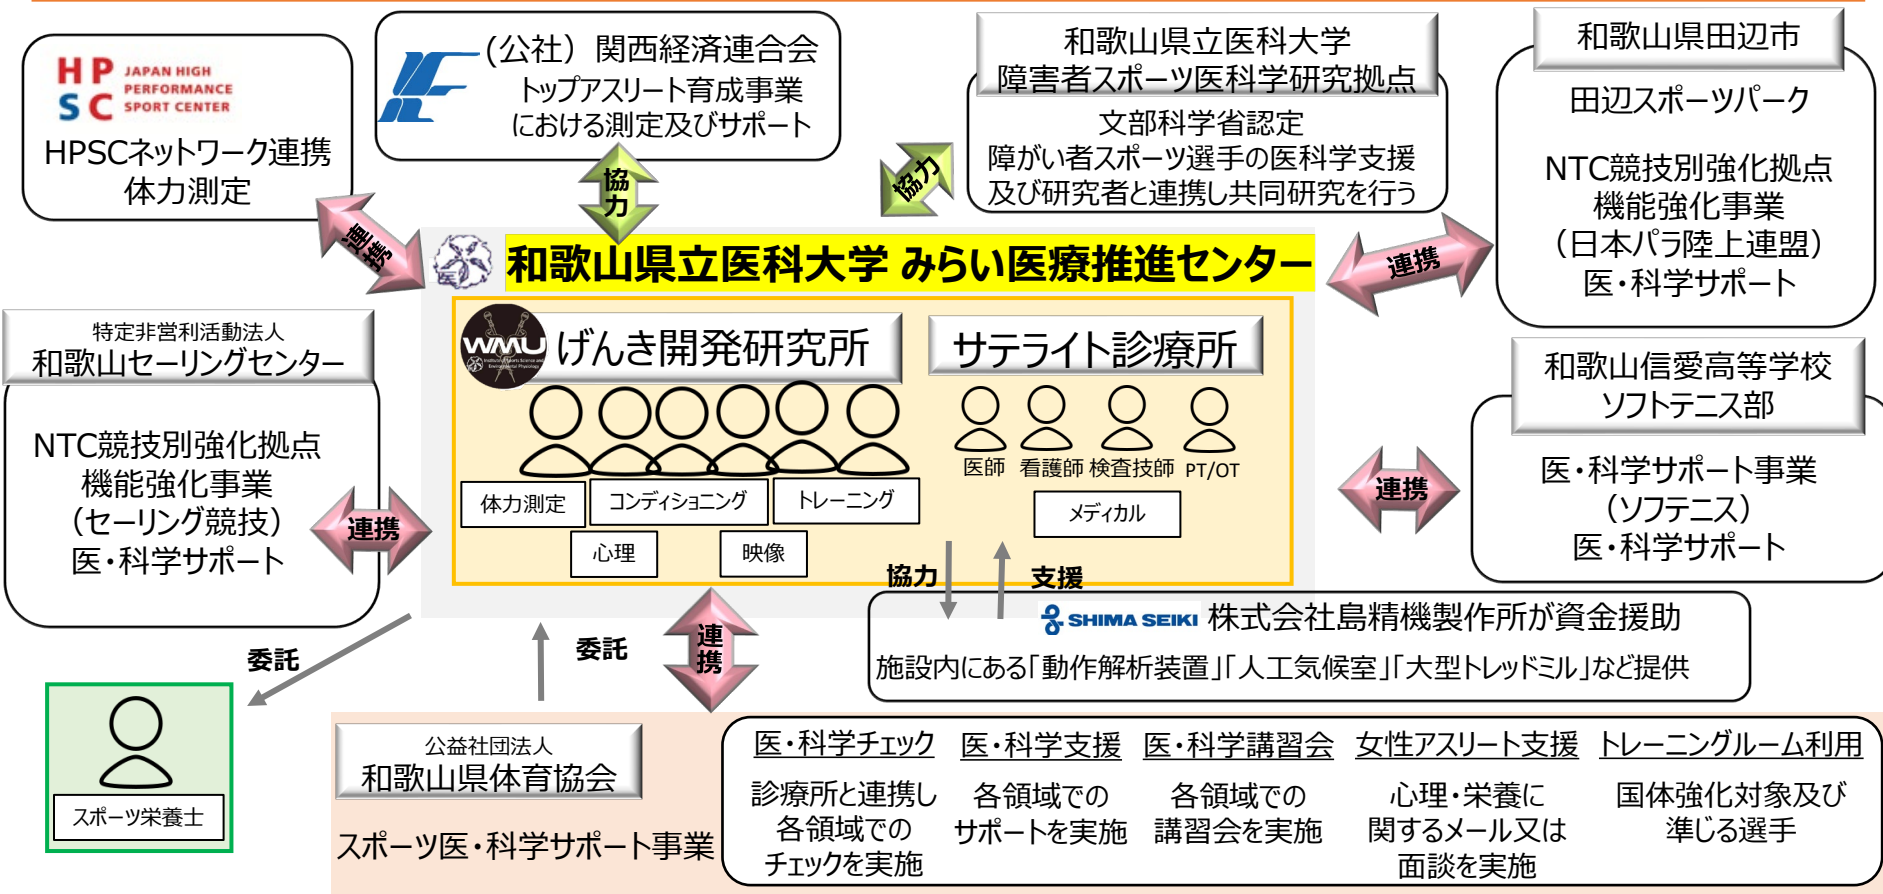 HP
SC
JAPAN HIGH
PERFORMANCE
SPORT CENTER
HPSCネットワーク連携
体力測定
(公社）関西経済連合会
トップアスリート育成事業
における測定及びサポート
和歌山県立医科大学
障害者スポーツ医科学研究拠点
文部科学省認定
障がい者スポーツ選手の医科学支援
及び研究者と連携し共同研究を行う
和歌山県田辺市
田辺スポーツパーク
NTC競技別強化拠点
機能強化事業
（日本パラ陸上連盟）
医・科学サポート
連携
協力
協力
連携
医
和歌山県立医科大学 みらい医療推進センター
特定非営利活動法人
和歌山セーリングセンター
NTC競技別強化拠点
機能強化事業
（セーリング競技）
医・科学サポート
連携
WMU
げんき開発研究所
体力測定
コンディショニング
トレーニング
心理
映像
サテライト診療所
医師
看護師
検査技師
PT/OT
メディカル
和歌山信愛高等学校
ソフトテニス部
医・科学サポート事業
（ソフテニス）
医・科学サポート
連携
協力
支援
SHIMA SEIKI 株式会社島精機製作所が資金援助
施設内にある｢動作解析装置｣｢人工気候室｣｢大型トレッドミル｣など提供
委託
スポーツ栄養士
委託
連携
公益社団法人
和歌山県体育協会
スポーツ医・科学サポート事業
医・科学チェック
診療所と連携し
各領域での
チェックを実施
医・科学支援
各領域での
サポートを実施
医・科学講習会
各領域での
講習会を実施
女性アスリート支援
心理・栄養に
関するメール又は
面談を実施
トレーニングルーム利用
国体強化対象及び
準じる選手